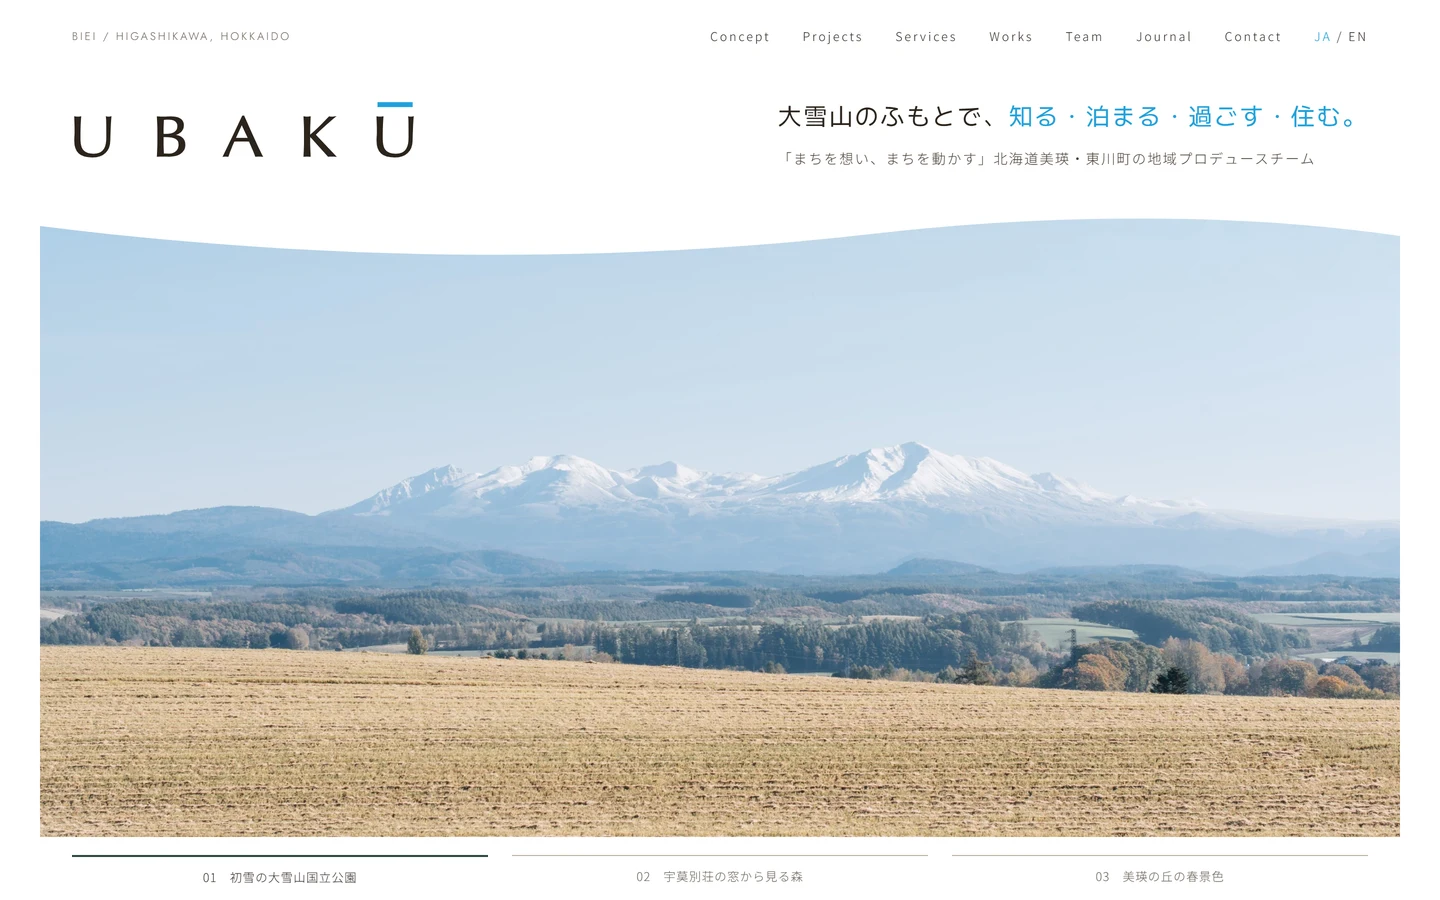 BIEI / HIGASHIKAWA, HOKKAIDO
Concept Projects Services Works Team Journal Contact JA / EN
UBAKŪ
大雪山のふもとで、知る・泊まる・過ごす・住む。
「まちを想い、まちを動かす」北海道美瑛・東川町の地域プロデュースチーム
01 初雪の大雪山国立公園
02 宇莫別荘の窓から見る森
03 美瑛の丘の春景色